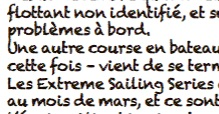 flottant non identifié, et s
problèmes à bord.
Une autre course en bateau
cette fois – vient de se term
Les Extreme Sailing Series
au mois de mars, et ce sont